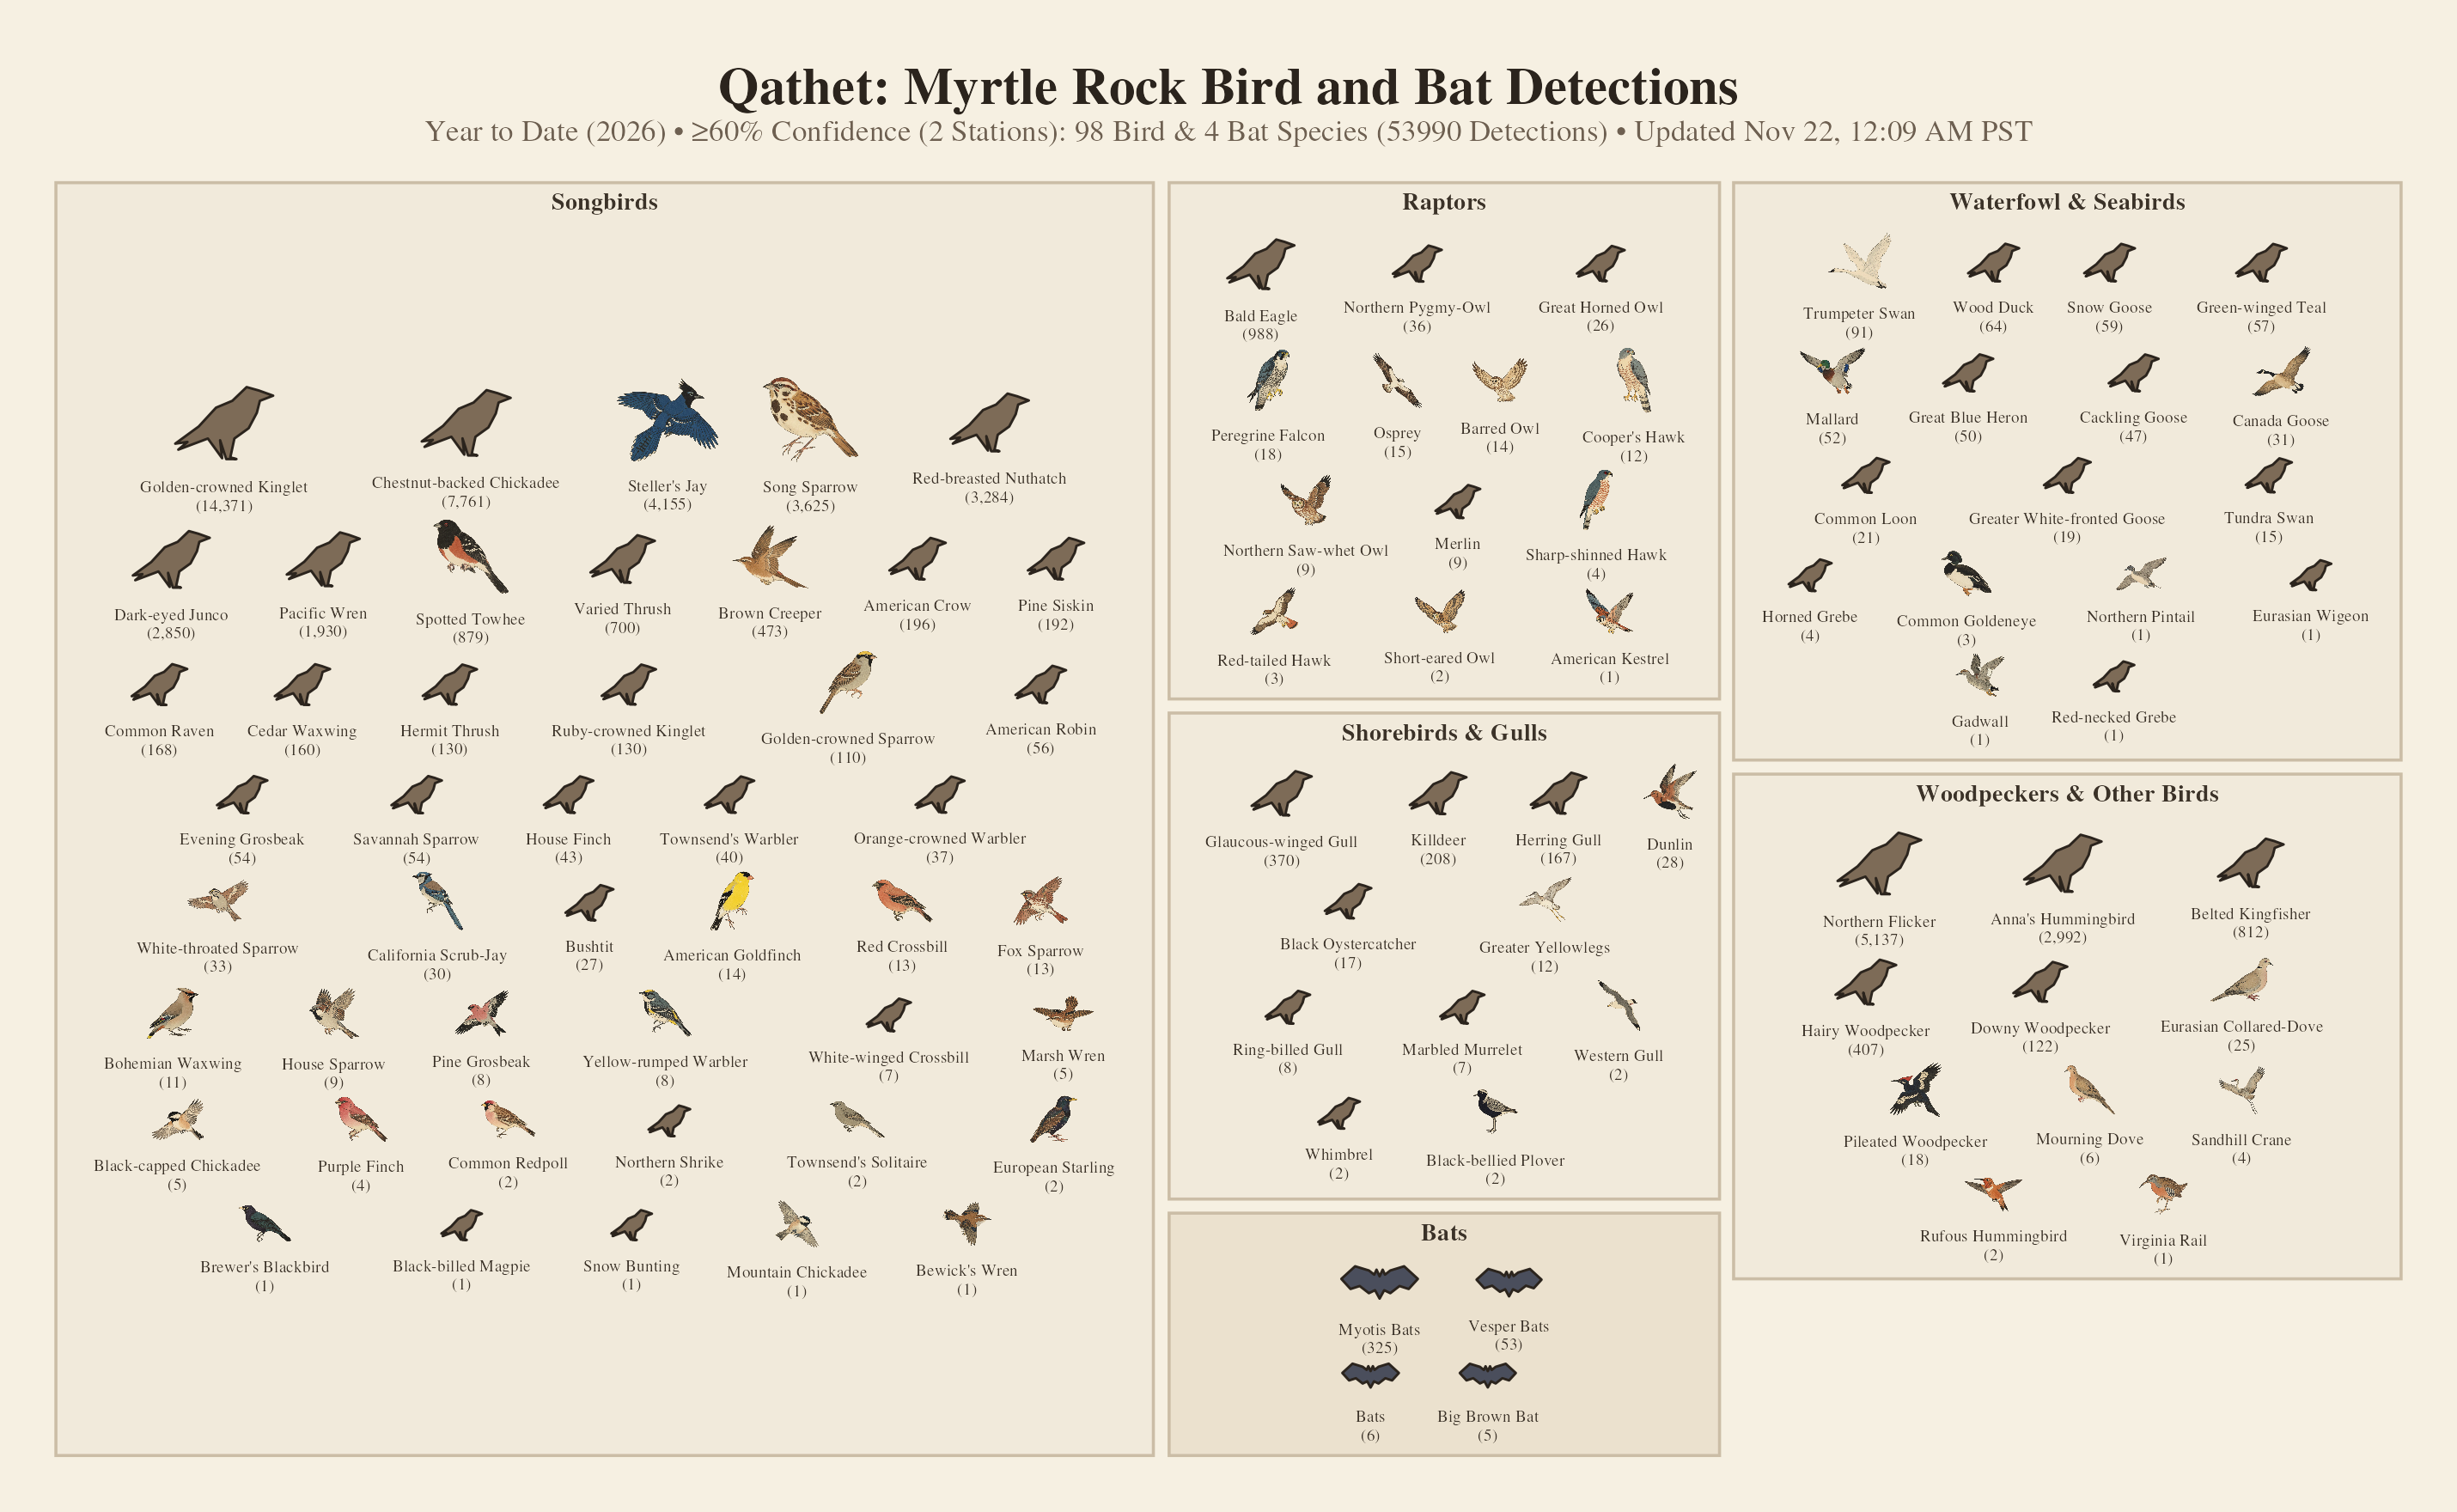 Qathet: Myrtle Rock Bird and Bat Detections
Year to Date (2026) • ≥60% Confidence (2 Stations): 98 Bird & 4 Bat Species (53990 Detections) • Updated Nov 22, 12:09 AM PST
Songbirds
Golden-crowned Kinglet
(14,371)
Chestnut-backed Chickadee
(7,761)
Steller's Jay
(4,155)
Song Sparrow
(3,625)
Red-breasted Nuthatch
(3,284)
Dark-eyed Junco
(2,850)
Pacific Wren
(1,930)
Spotted Towhee
(879)
Varied Thrush
(700)
Brown Creeper
(473)
American Crow
(196)
Pine Siskin
(192)
Common Raven
(168)
Cedar Waxwing
(160)
Hermit Thrush
(130)
Ruby-crowned Kinglet
(130)
Golden-crowned Sparrow
(110)
American Robin
(56)
Evening Grosbeak
(54)
Savannah Sparrow
(54)
House Finch
(43)
Townsend's Warbler
(40)
Orange-crowned Warbler
(37)
White-throated Sparrow
(33)
California Scrub-Jay
(30)
Bushtit
(27)
American Goldfinch
(14)
Red Crossbill
(13)
Fox Sparrow
(13)
Bohemian Waxwing
(11)
House Sparrow
(9)
Pine Grosbeak
(8)
Yellow-rumped Warbler
(8)
White-winged Crossbill
(7)
Marsh Wren
(5)
Black-capped Chickadee
(5)
Purple Finch
(4)
Common Redpoll
(2)
Northern Shrike
(2)
Townsend's Solitaire
(2)
European Starling
(2)
Brewer's Blackbird
(1)
Black-billed Magpie
(1)
Snow Bunting
(1)
Mountain Chickadee
(1)
Bewick's Wren
(1)
Raptors
Bald Eagle
(988)
Northern Pygmy-Owl
(36)
Great Horned Owl
(26)
Peregrine Falcon
(18)
Osprey
(15)
Barred Owl
(14)
Cooper's Hawk
(12)
Northern Saw-whet Owl
(9)
Merlin
(9)
Sharp-shinned Hawk
(4)
Red-tailed Hawk
(3)
Short-eared Owl
(2)
American Kestrel
(1)
Shorebirds & Gulls
Glaucous-winged Gull
(370)
Killdeer
(208)
Herring Gull
(167)
Dunlin
(28)
Black Oystercatcher
(17)
Greater Yellowlegs
(12)
Ring-billed Gull
(8)
Marbled Murrelet
(7)
Western Gull
(2)
Whimbrel
(2)
Black-bellied Plover
(2)
Bats
Myotis Bats
(325)
Vesper Bats
(53)
Bats
(6)
Big Brown Bat
(5)
Waterfowl & Seabirds
Trumpeter Swan
(91)
Wood Duck
(64)
Snow Goose
(59)
Green-winged Teal
(57)
Mallard
(52)
Great Blue Heron
(50)
Cackling Goose
(47)
Canada Goose
(31)
Common Loon
(21)
Greater White-fronted Goose
(19)
Tundra Swan
(15)
Horned Grebe
(4)
Common Goldeneye
(3)
Northern Pintail
(1)
Eurasian Wigeon
(1)
Gadwall
(1)
Red-necked Grebe
(1)
Woodpeckers & Other Birds
Northern Flicker
(5,137)
Anna's Hummingbird
(2,992)
Belted Kingfisher
(812)
Hairy Woodpecker
(407)
Downy Woodpecker
(122)
Eurasian Collared-Dove
(25)
Pileated Woodpecker
(18)
Mourning Dove
(6)
Sandhill Crane
(4)
Rufous Hummingbird
(2)
Virginia Rail
(1)